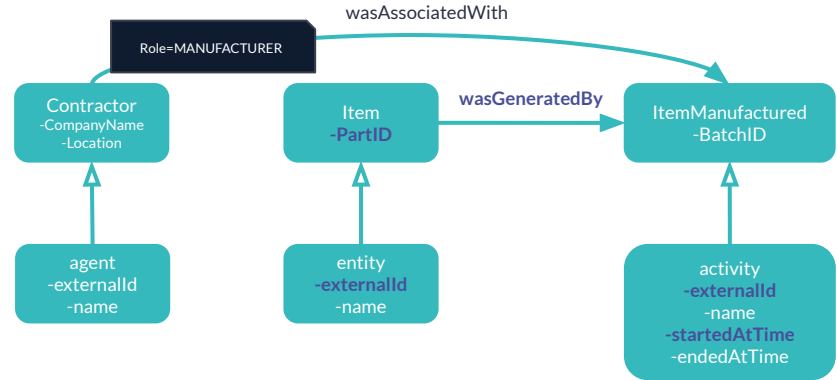 wasAssociatedWith
Role=MANUFACTURER
Contractor
-CompanyName
-Location
Item
-PartID
wasGeneratedBy
ItemManufactured
-BatchID
agent
-externalId
-name
entity
-externalId
-name
activity
-externalId
-name
-startedAtTime
-endedAtTime